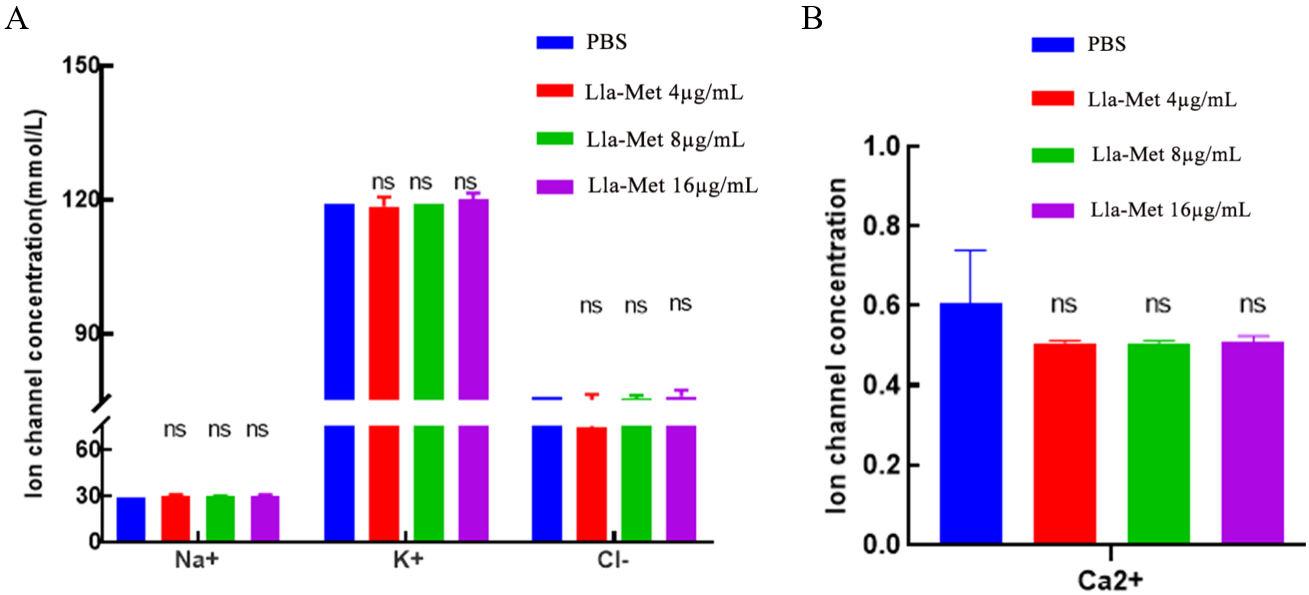 A
PBS
Lla-Met 4µg/mL
Lla-Met 8µg/mL
Lla-Met 16µg/mL
Ion channel concentration(mmol/L)
150
120
90
60
30
0
ns ns ns
ns ns ns
ns ns ns
Na+ K+ Cl-
B
PBS
Lla-Met 4µg/mL
Lla-Met 8µg/mL
Lla-Met 16µg/mL
Ion channel concentration
1.0
0.8
0.6
0.4
0.2
0.0
ns ns ns
Ca2+